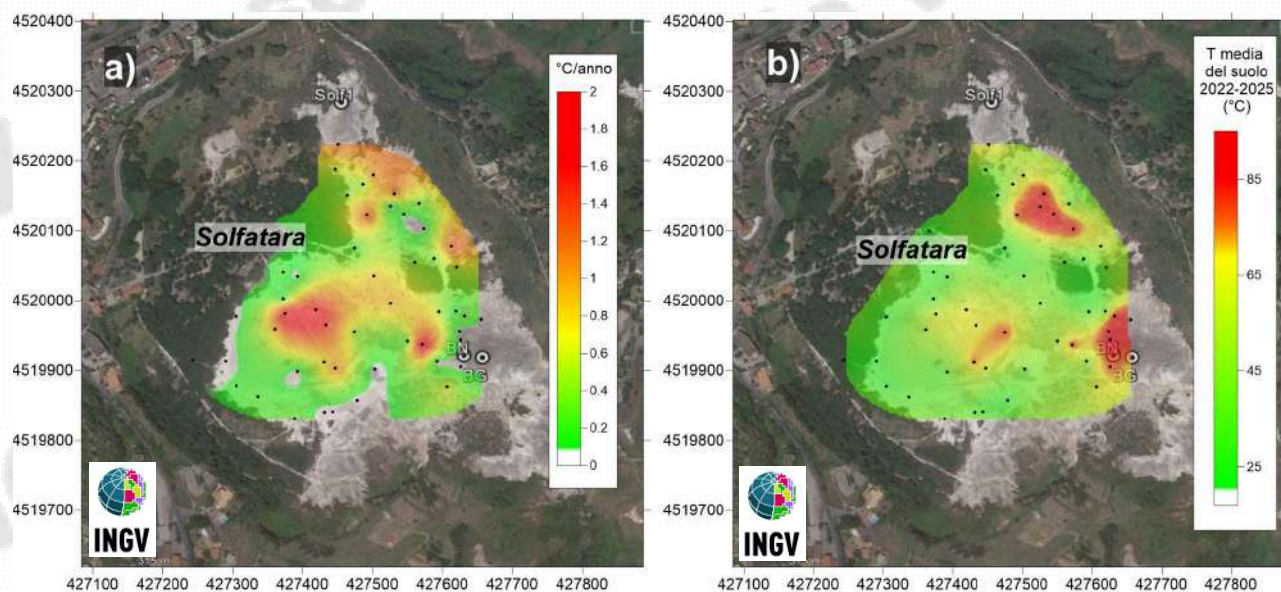 a)
Solf1
Solfatara
BN
BG
°C/anno
2
1.8
1.6
1.4
1.2
1
0.8
0.6
0.4
0.2
0
4520400
4520300
4520200
4520100
4520000
4519900
4519800
4519700
427100 427200 427300 427400 427500 427600 427700 427800
INGV
b)
Solf1
Solfatara
BN
BG
T media
del suolo
2022-2025
(°C)
85
65
45
25
4520400
4520300
4520200
4520100
4520000
4519900
4519800
4519700
427100 427200 427300 427400 427500 427600 427700 427800
INGV